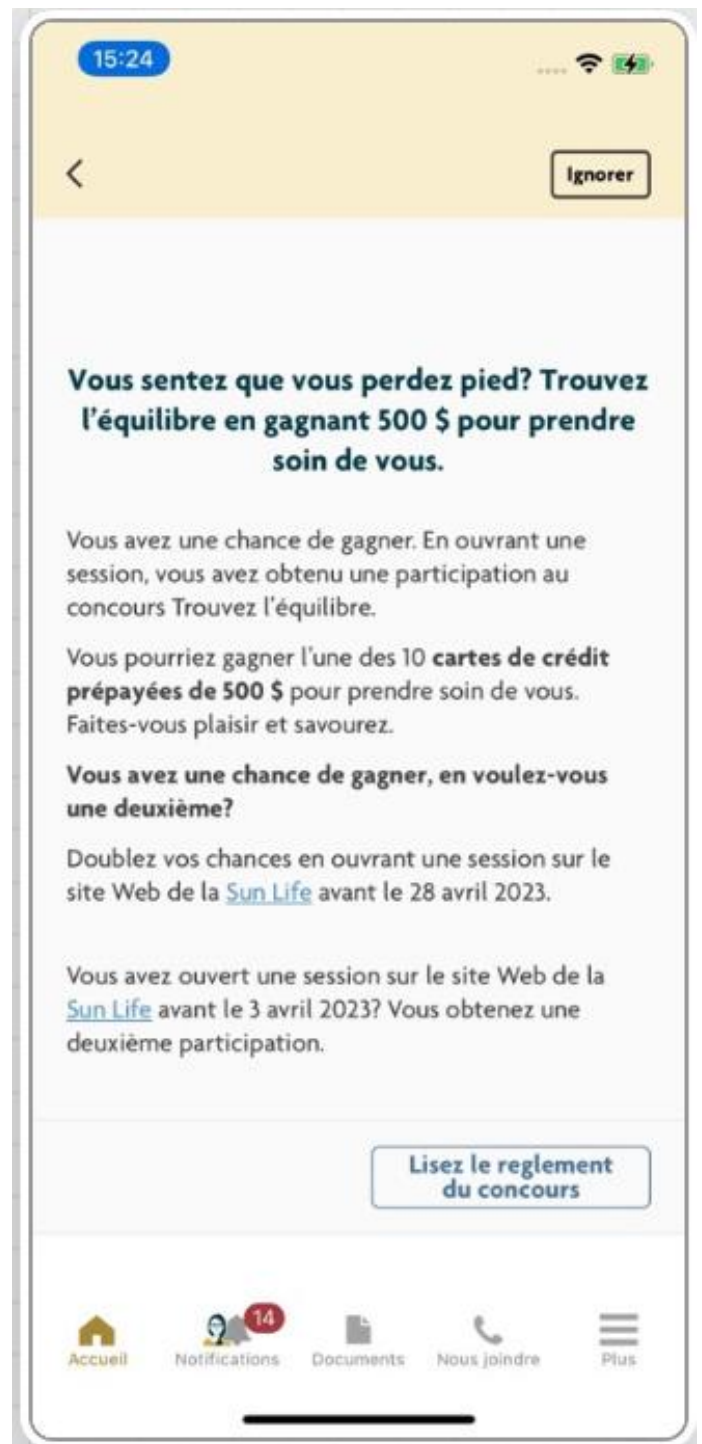 15:24
Ignorer
Vous sentez que vous perdez pied? Trouvez
l'équilibre en gagnant 500 $ pour prendre
soin de vous.
Vous avez une chance de gagner. En ouvrant une
session, vous avez obtenu une participation au
concours Trouvez l'équilibre.
Vous pourriez gagner l'une des 10 cartes de crédit
prépayées de 500 $ pour prendre soin de vous.
Faites-vous plaisir et savourez.
Vous avez une chance de gagner, en voulez-vous
une deuxième?
Doublez vos chances en ouvrant une session sur le
site Web de la Sun Life avant le 28 avril 2023.
Vous avez ouvert une session sur le site Web de la
Sun Life avant le 3 avril 2023? Vous obtenez une
deuxième participation.
Lisez le reglement
du concours
14
Accueil Notifications Documents Nous joindre Plus